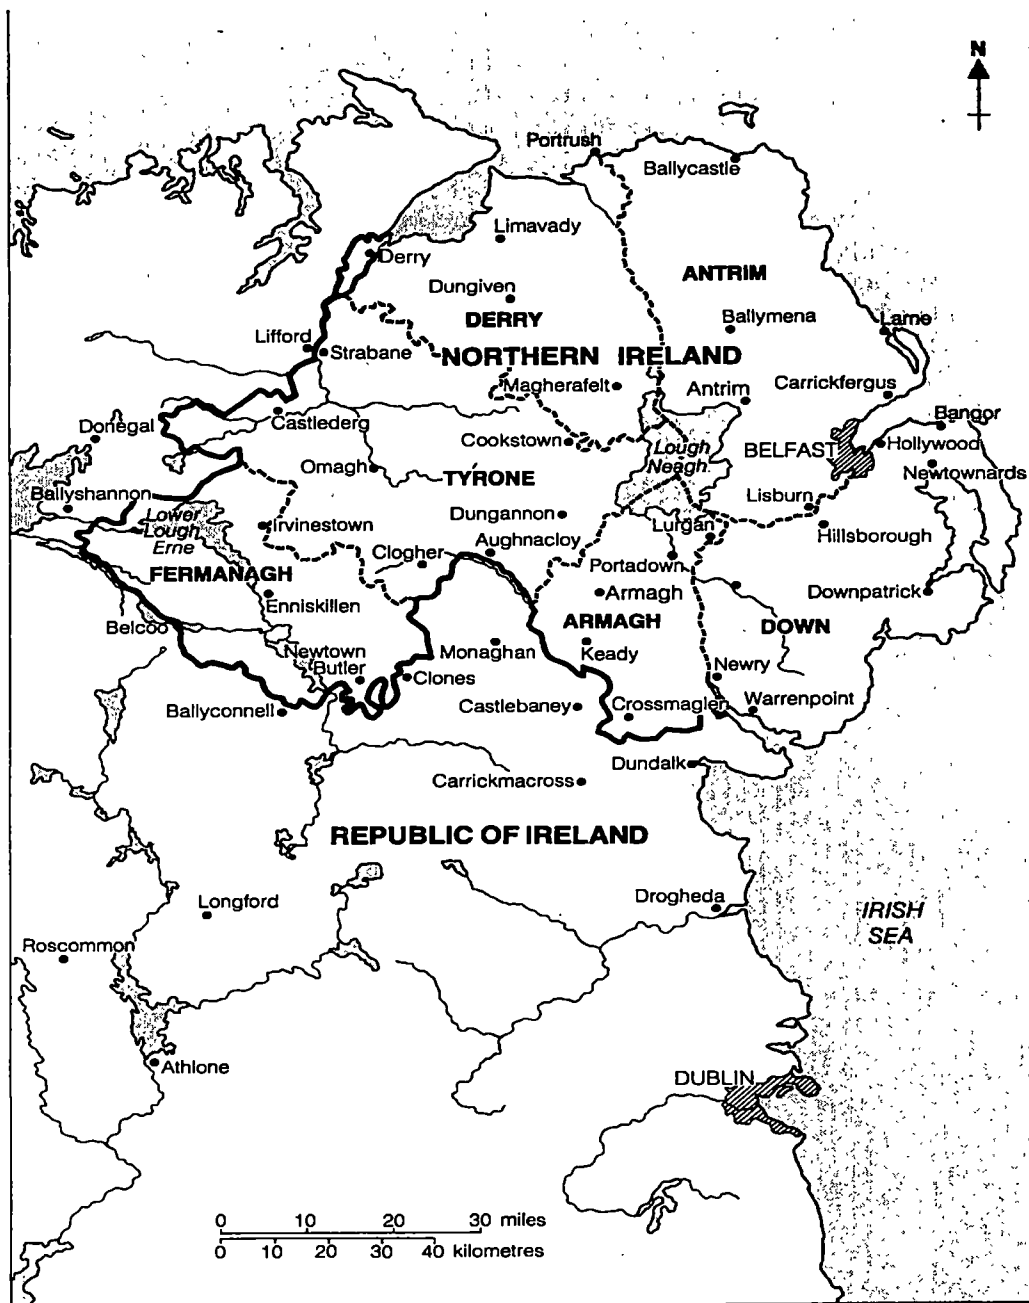 N
Portrush
Ballycastle
Limavady
Derry
ANTRIM
Dungiven
DERRY
Ballymena
Larne
Lifford
Strabane
NORTHERN IRELAND
Magherafelt
Antrim
Carrickfergus
Donegal
Castlederg
Bangor
Cookstown
Lough
Neagh
BELFAST
Hollywood
Newtownards
Omagh
TYRONE
Ballyshannon
Lisburn
Lower
Lough
Erne
Irvinestown
Dungannon
Lurgan
Hillsborough
Aughnacloy
Clogher
Portadown
FERMANAGH
Enniskillen
Armagh
Downpatrick
Belcoo
ARMAGH
DOWN
Newtown
Butler
Monaghan
Keady
Newry
Clones
Ballyconnell
Castlebaney
Crossmaglen
Warrenpoint
Dundalk
Carrickmacross
REPUBLIC OF IRELAND
Longford
Drogheda
IRISH
SEA
Roscommon
Athlone
DUBLIN
0 10 20 30 miles
0 10 20 30 40 kilometres